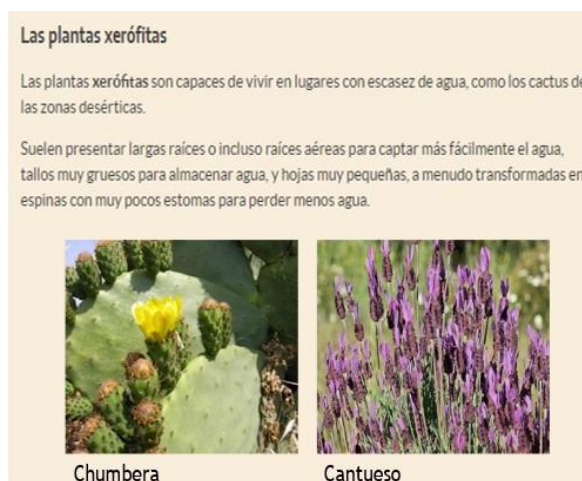 Las plantas xerófitas
Las plantas xerófitas son capaces de vivir en lugares con escasez de agua, como los cactus de
las zonas desérticas.
Suelen presentar largas raíces o incluso raíces aéreas para captar más fácilmente el agua,
tallos muy gruesos para almacenar agua, y hojas muy pequeñas, a menudo transformadas en
espinas con muy pocos estomas para perder menos agua.
Chumbera Cantueso